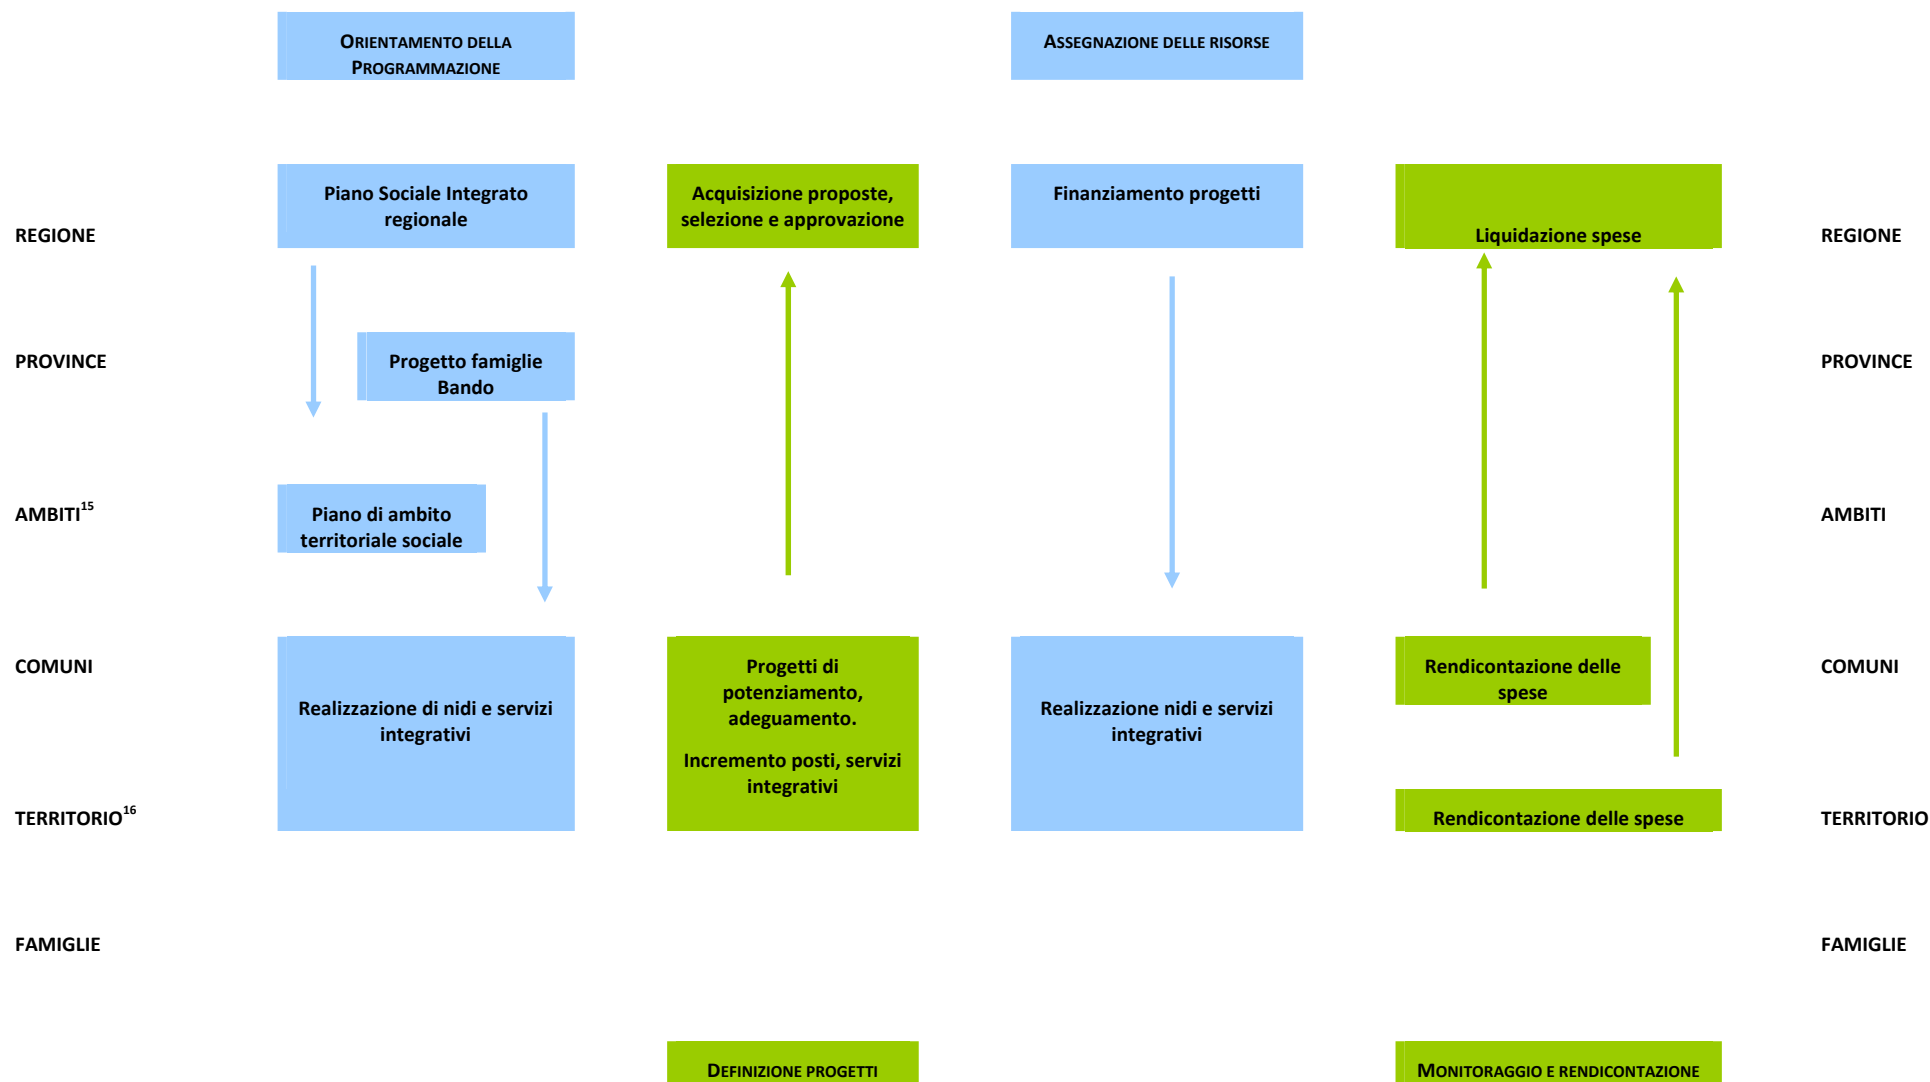 ORIENTAMENTO DELLA
PROGRAMMAZIONE
ASSEGNAZIONE DELLE RISORSE
REGIONE
Piano Sociale Integrato
regionale
Acquisizione proposte,
selezione e approvazione
Finanziamento progetti
Liquidazione spese
REGIONE
PROVINCE
Progetto famiglie
Bando
PROVINCE
AMBITI15
Piano di ambito
territoriale sociale
AMBITI
COMUNI
Realizzazione di nidi e servizi
integrativi
Progetti di
potenziamento,
adeguamento.
Incremento posti, servizi
integrativi
Realizzazione nidi e servizi
integrativi
Rendicontazione delle
spese
COMUNI
TERRITORIO16
Rendicontazione delle spese
TERRITORIO
FAMIGLIE
FAMIGLIE
DEFINIZIONE PROGETTI
MONITORAGGIO E RENDICONTAZIONE